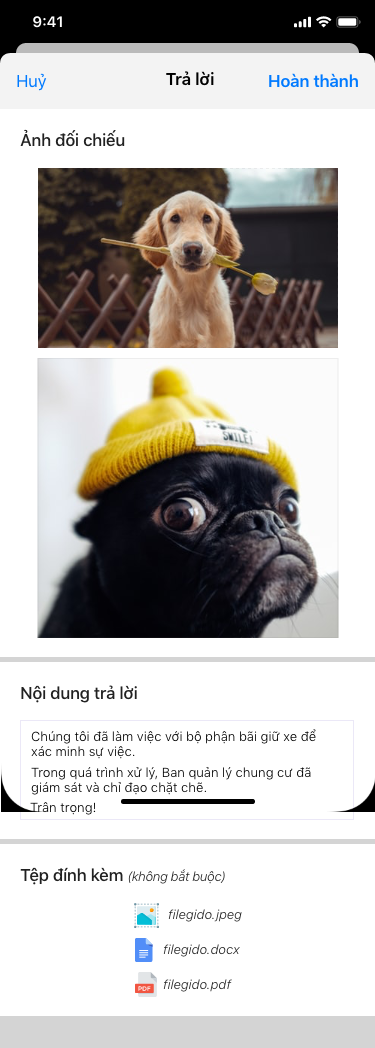 9:41
Huỷ
Trả lời
Hoàn thành
Ảnh đối chiếu
SMILE!
Nội dung trả lời
Chúng tôi đã làm việc với bộ phận bãi giữ xe để
xác minh sự việc.
Trong quá trình xử lý, Ban quản lý chung cư đã
giám sát và chỉ đạo chặt chẽ.
Trân trọng!
Tệp đính kèm (không bắt buộc)
filegido.jpeg
filegido.docx
PDF
filegido.pdf